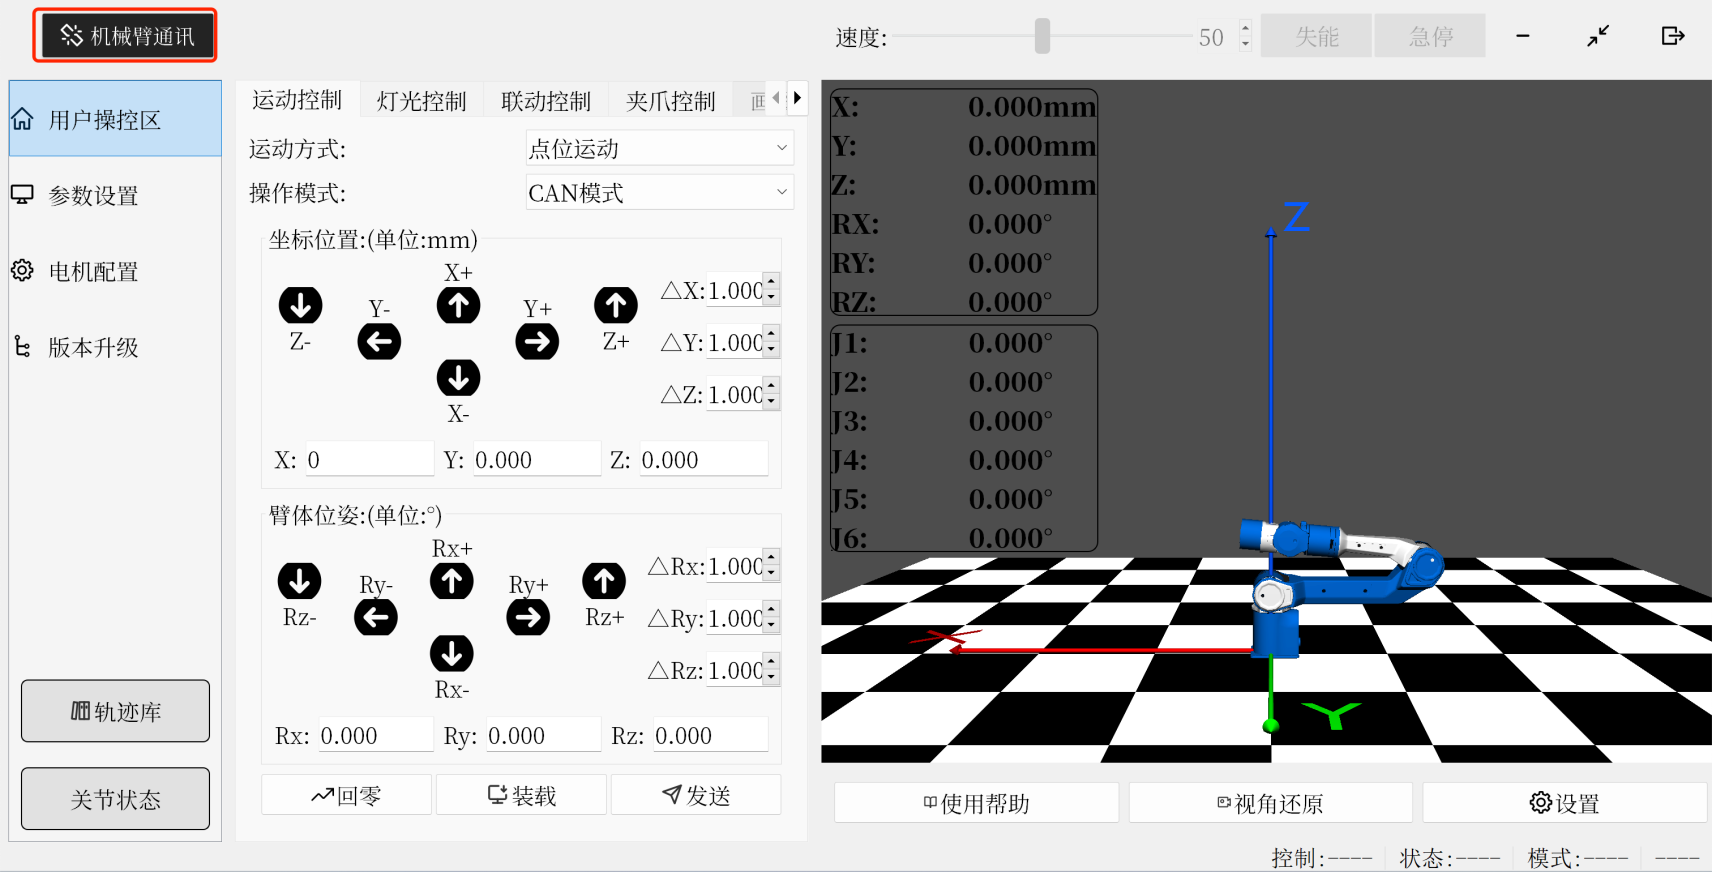 机械臂通讯
速度: 50 失能 急停
用户操控区
参数设置
电机配置
版本升级
轨迹库
关节状态
运动控制 灯光控制 联动控制 夹爪控制
运动方式: 点位运动
操作模式: CAN模式
坐标位置:(单位:mm)
X+
Y- Y+
Z- Z+
X-
△X: 1.000
△Y: 1.000
△Z: 1.000
X: 0 Y: 0.000 Z: 0.000
臂体位姿:(单位:°)
Rx+
Ry- Ry+
Rz- Rz+
Rx-
△Rx: 1.000
△Ry: 1.000
△Rz: 1.000
Rx: 0.000 Ry: 0.000 Rz: 0.000
回零 装载 发送
X: 0.000mm
Y: 0.000mm
Z: 0.000mm
RX: 0.000°
RY: 0.000°
RZ: 0.000°
J1: 0.000°
J2: 0.000°
J3: 0.000°
J4: 0.000°
J5: 0.000°
J6: 0.000°
Z
X
Y
使用帮助 视角还原 设置
控制:---- 状态:---- 模式:---- ----